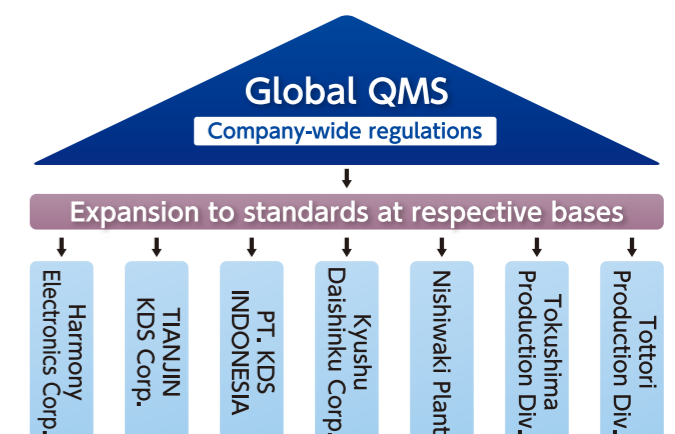 Global QMS
Company-wide regulations
Expansion to standards at respective bases
Harmony
Electronics Corp.
TIANJIN
KDS Corp.
PT. KDS
INDONESIA
Kyushu
Daishinku Corp.
Nishiwaki Plant
Tokushima
Production Div.
Tottori
Production Div.